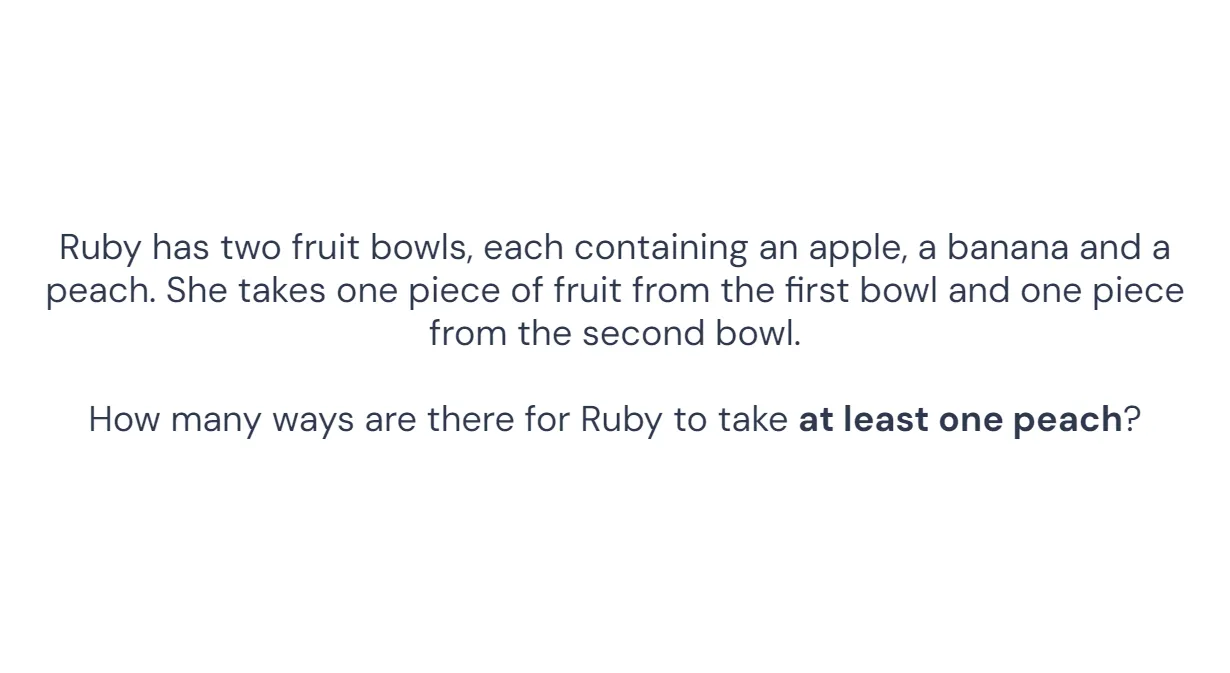 Ruby has two fruit bowls, each containing an apple, a banana and a
peach. She takes one piece of fruit from the first bowl and one piece
from the second bowl.
How many ways are there for Ruby to take at least one peach?